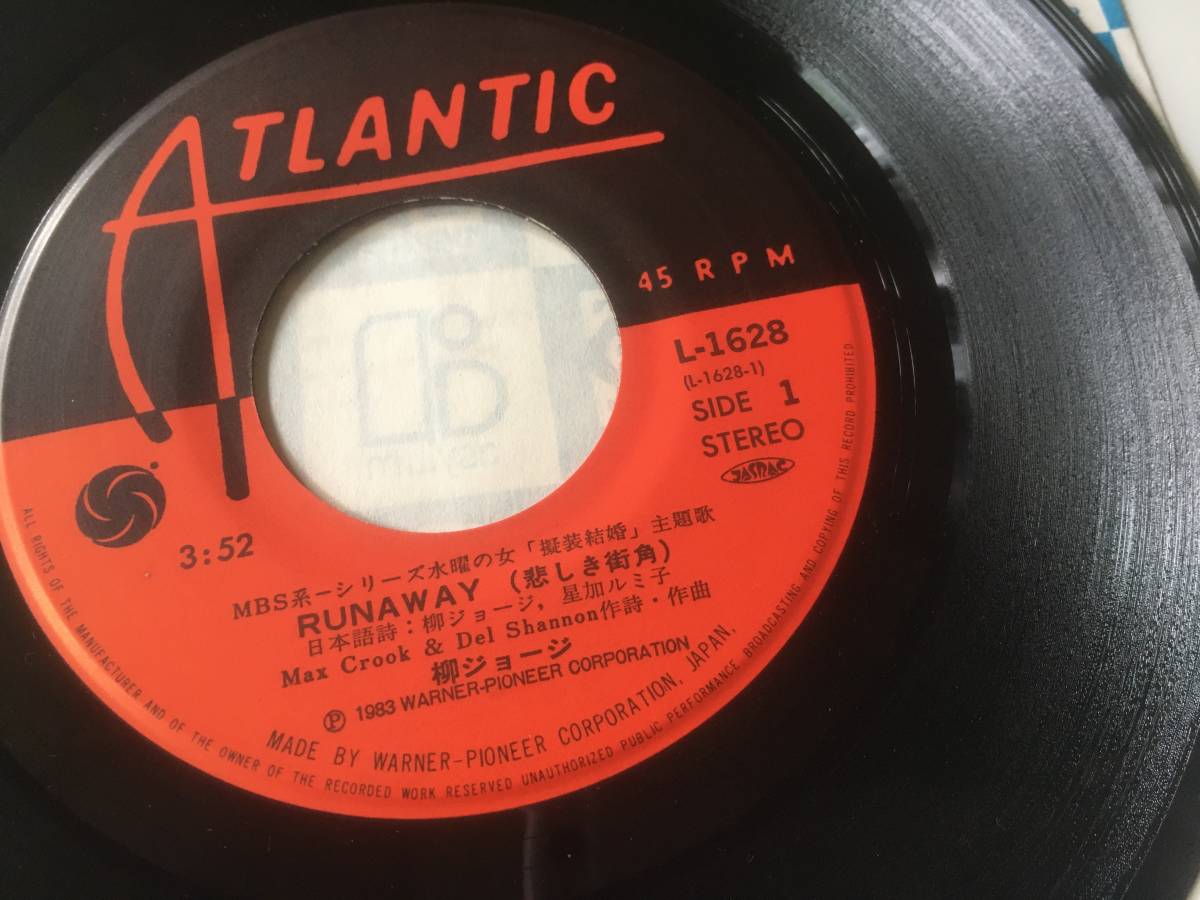 ATLANTIC
45 RPM
L-1628
(L-1628-1)
SIDE 1
STEREO
JASRAC
3:52
MBS系-シリーズ水曜の女「擬装結婚」主題歌
RUNAWAY (悲しき街角)
日本語詩：柳ジョージ, 星加ルミ子
Max Crook & Del Shannon作詩・作曲
柳ジョージ
Ⓟ 1983 WARNER-PIONEER CORPORATION
MADE BY WARNER-PIONEER CORPORATION, JAPAN.
ALL RIGHTS OF THE MANUFACTURER AND OF THE OWNER OF THE RECORDED WORK RESERVED UNAUTHORIZED PUBLIC PERFORMANCE BROADCASTING AND COPYING OF THIS RECORD PROHIBITED